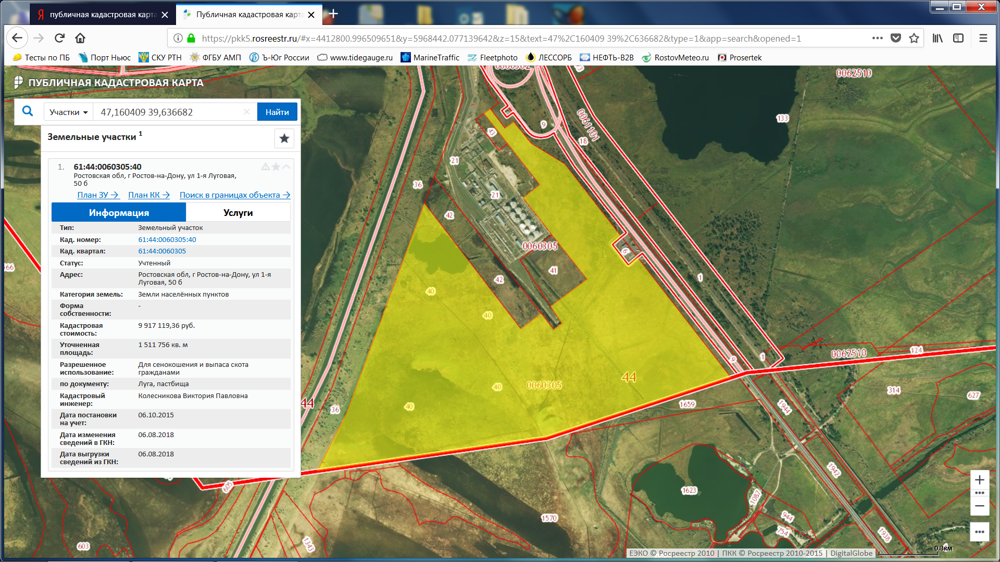 публичная кадастровая карта
Публичная кадастровая карта
https://pkk5.rosreestr.ru/#x=4412800.996509651&y=5968442.077139642&z=15&text=47%2C160409 39%2C636682&type=1&app=search&opened=1
Тесты по ПБ
Порт Ньюс
СКУ РТН
ФГБУ АМП
Ъ-Юг России
www.tidegauge.ru
MarineTraffic
Fleetphoto
ЛЕССОРБ
НЕФТЬ-В2В
RostovMeteo.ru
Prosertek
ПУБЛИЧНАЯ КАДАСТРОВАЯ КАРТА
Участки
47,160409 39,636682
Найти
Земельные участки 1
1. 61:44:0060305:40
Ростовская обл, г Ростов-на-Дону, ул 1-я Луговая,
50 б
План ЗУ →
План КК →
Поиск в границах объекта →
Информация
Услуги
Тип: Земельный участок
Кад. номер: 61:44:0060305:40
Кад. квартал: 61:44:0060305
Статус: Учтенный
Адрес: Ростовская обл, г Ростов-на-Дону, ул 1-я
Луговая, 50 б
Категория земель: Земли населённых пунктов
Форма
собственности: -
Кадастровая
стоимость: 9 917 119,36 руб.
Уточненная
площадь: 1 511 756 кв. м
Разрешенное
использование: Для сенокошения и выпаса скота
гражданами
по документу: Луга, пастбища
Кадастровый
инженер: Колесникова Виктория Павловна
Дата постановки
на учет: 06.10.2015
Дата изменения
сведений в ГКН: 06.08.2018
Дата выгрузки
сведений из ГКН: 06.08.2018
0060302
73
0062510
133
9
0061101
18
43
21
36
21
42
0060305
6
41
42
1
40
40
66
1
9
0062510
124
44
0060305
40
40
44
36
1659
1944
314
627
605
1942
1623
1087
1570
944
754
1938
603
1343
0.3км
ЕЭКО © Росреестр 2010 | ПКК © Росреестр 2010-2015 | DigitalGlobe